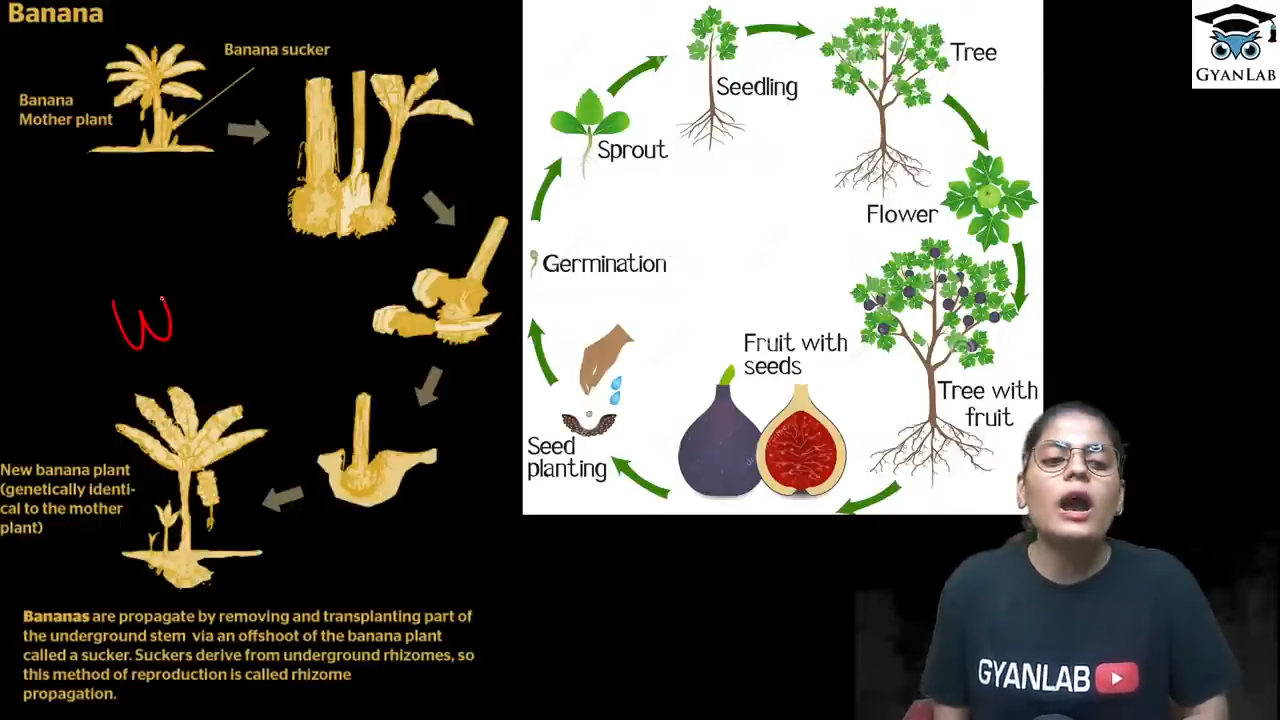 Banana
Banana sucker
Banana
Mother plant
New banana plant
(genetically identi-
cal to the mother
plant)
Bananas are propagate by removing and transplanting part of
the underground stem via an offshoot of the banana plant
called a sucker. Suckers derive from underground rhizomes, so
this method of reproduction is called rhizome
propagation.
Seedling
Tree
Sprout
Flower
Germination
Fruit with
seeds
Tree with
fruit
Seed
planting
GYANLAB
GYANLAB